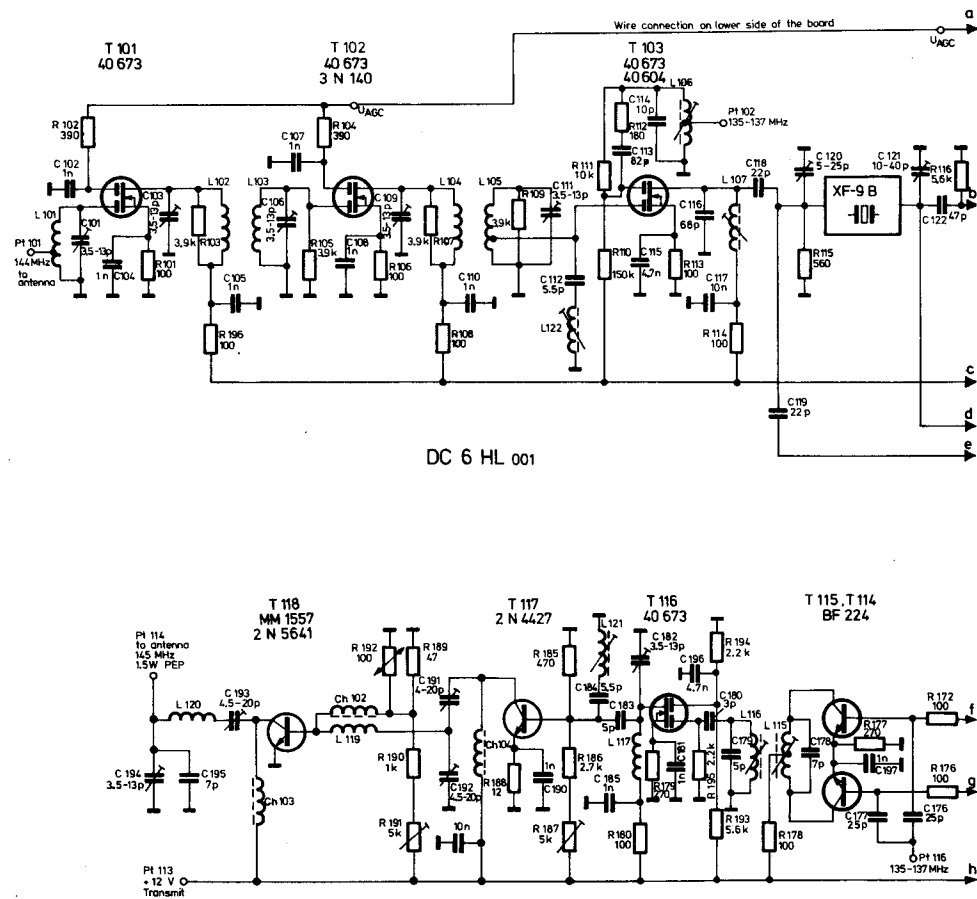 Wire connection on lower side of the board
a
U AGC
T 101
40 673
T 102
40 673
3 N 140
T 103
40 673
40 604
L 106
Pt 102
135-137 MHz
U AGC
R 102
390
R 104
390
C 107
1n
C 114
10p
R 112
180
C 113
82p
R 111
10 k
C 102
1n
C 103
3,5-13p
L 102
L 103
C 106
3,5-13p
C 109
3,5-13p
L 104
L 105
R 109
3,9k
C 111
3.5-13p
L 107
C 118
22p
C 120
5-25p
C 121
10-40p
R 116
5,6k
XF-9 B
b
C 122
47p
L 101
C 101
3,5-13p
Pt 101
144 MHz
to
antenna
1n
C 104
R 101
100
3,9k
R 103
R 105
3,9k
C 108
1n
R 106
100
3,9k
R 107
C 116
68p
R 110
150k
C 115
4,7n
R 113
100
R 115
560
C 105
1n
C 110
1n
C 112
5.5p
C 117
10n
L 122
R 196
100
R 108
100
R 114
100
c
C 119
22p
d
e
DC 6 HL 001
T 118
MM 1557
2 N 5641
T 117
2 N 4427
T 116
40 673
T 115, T 114
BF 224
Pt 114
to antenna
145 MHz
1.5W PEP
R 192
100
R 189
47
R 185
470
L 121
C 182
3.5-13p
R 194
2.2 k
C 196
4.7n
C 193
4.5-20p
Ch 102
C 191
4-20p
C 184
5,5p
C 183
5p
C 180
3p
R 172
100
f
L 120
L 119
L 117
L 116
L 115
R 177
270
C 194
3.5-13p
C 195
7p
Ch 103
R 190
1k
C 192
4.5-20p
Ch 104
R 188
12
1n
C 190
R 186
2.7 k
C 185
1n
R 179
270
C 181
1n
2.2 k
R 195
C 179
5p
C 178
7p
1n
C 197
R 176
100
g
C 177
25p
C 176
25p
R 191
5 k
10n
R 187
5k
R 180
100
R 193
5.6k
R 178
100
Pt 116
135-137 MHz
Pt 113
+ 12 V
Transmit
h